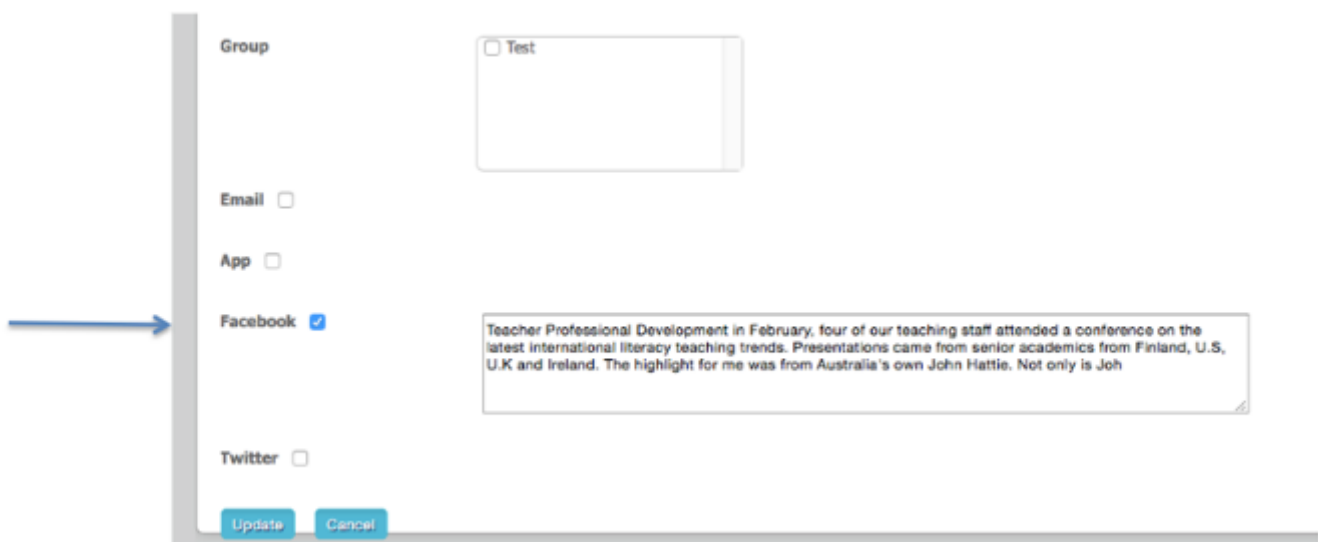 Group
Test
Email
App
Facebook
Teacher Professional Development in February, four of our teaching staff attended a conference on the
latest international literacy teaching trends. Presentations came from senior academics from Finland, U.S,
U.K and Ireland. The highlight for me was from Australia's own John Hattie. Not only is Joh
Twitter
Update Cancel